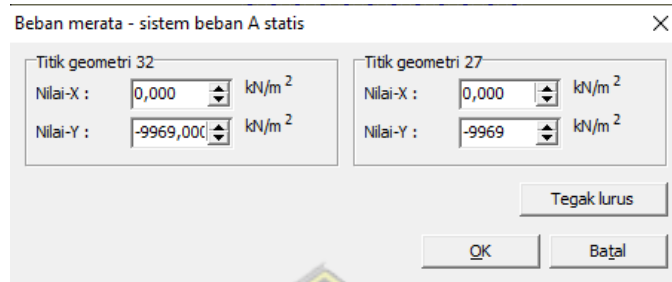 Beban merata - sistem beban A statis
Titik geometri 32
Nilai-X : 0,000 kN/m 2
Nilai-Y : -9969,000 kN/m 2
Titik geometri 27
Nilai-X : 0,000 kN/m 2
Nilai-Y : -9969 kN/m 2
Tegak lurus
OK
Batal